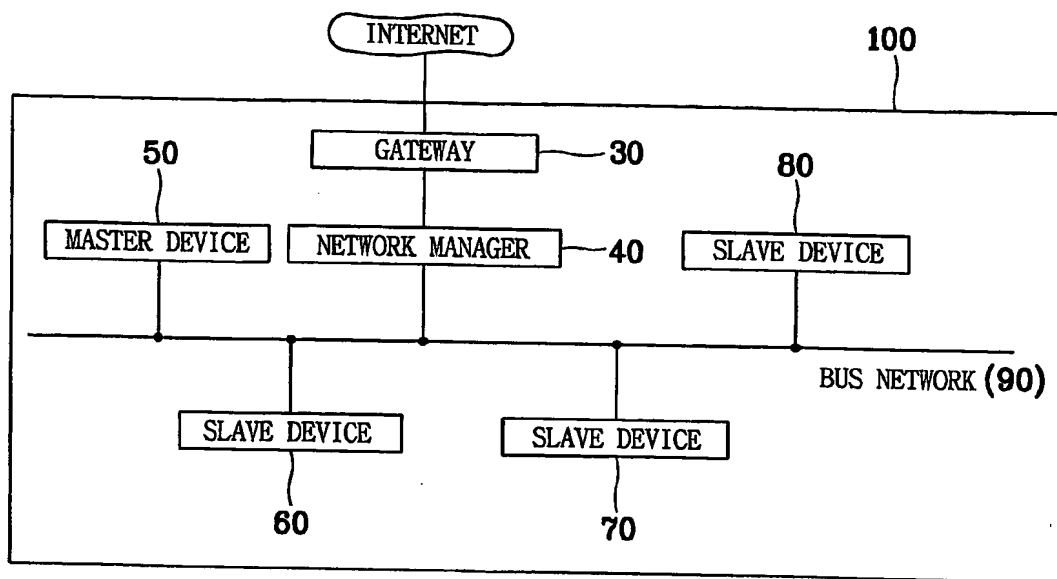 INTERNET
100
GATEWAY
30
50
80
MASTER DEVICE
NETWORK MANAGER
40
SLAVE DEVICE
BUS NETWORK (90)
SLAVE DEVICE
SLAVE DEVICE
60
70